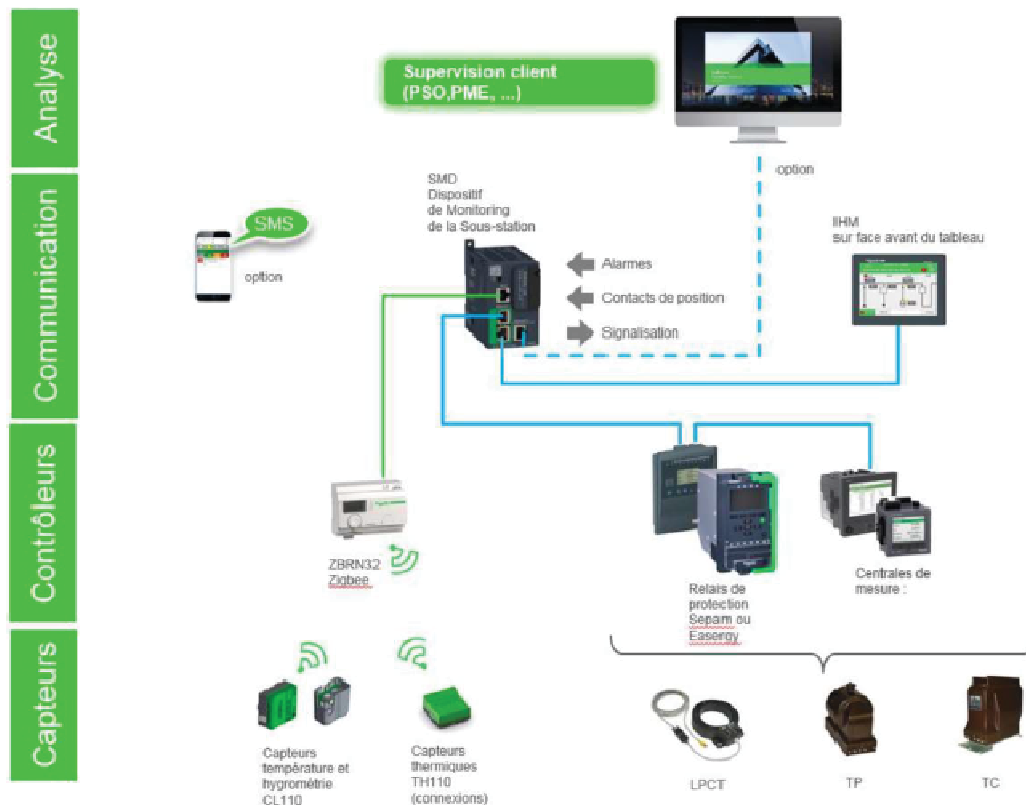 Analyse
Supervision client
(PSO,PME, ...)
option
Communication
SMS
option
SMD
Dispositif
de Monitoring
de la Sous-station
Alarmes
Contacts de position
Signalisation
IHM
sur face avant du tableau
Contrôleurs
ZBRN32
Zigbee
Relais de
protection
Sepam ou
Easergy
Centrales de
mesure :
Capteurs
Capteurs
température et
hygrométrie
CL110
Capteurs
thermiques
TH110
(connexions)
LPCT
TP
TC